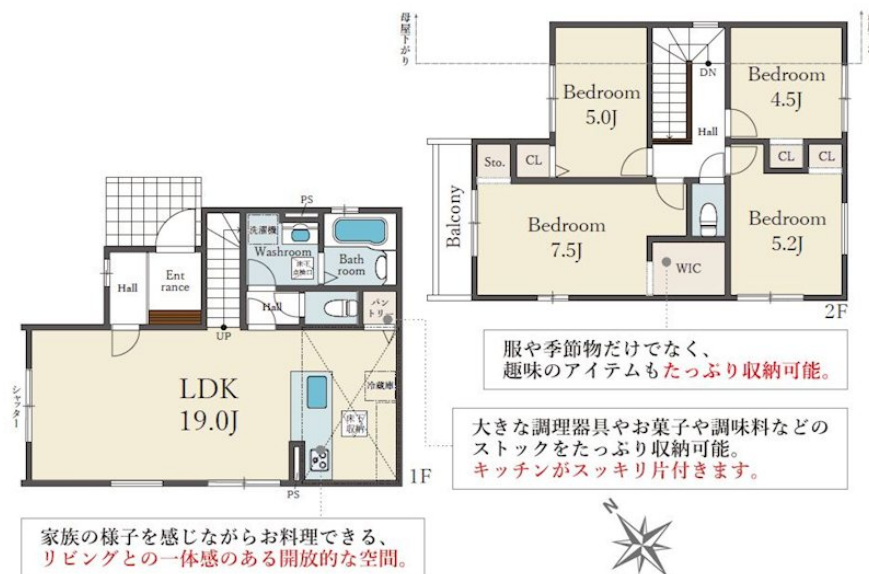 母屋下がり
Bedroom
5.0J
DN
Hall
Bedroom
4.5J
Sto.
CL
CL
CL
Balcony
Bedroom
7.5J
Bedroom
5.2J
WIC
2F
PS
洗濯機
Washroom
床下点検口
Bath
room
Hall
Ent
rance
Hall
パントリー
UP
シャッター
LDK
19.0J
冷蔵庫
床下収納
PS
1F
服や季節物だけでなく、
趣味のアイテムもたっぷり収納可能。
大きな調理器具やお菓子や調味料などの
ストックをたっぷり収納可能。
キッチンがスッキリ片付きます。
家族の様子を感じながらお料理できる、
リビングとの一体感のある開放的な空間。
N